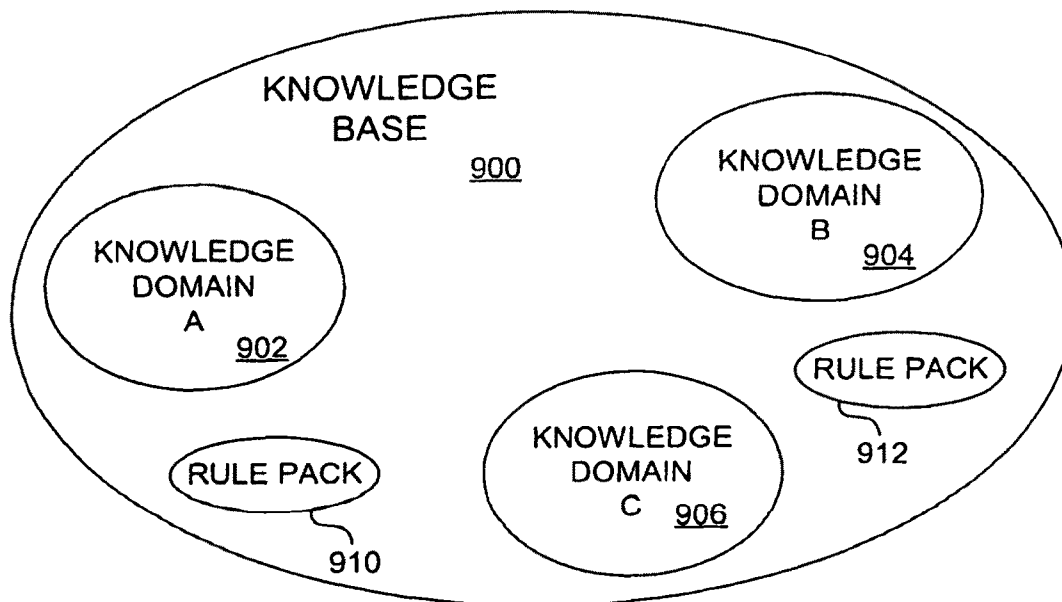 KNOWLEDGE
BASE
900
KNOWLEDGE
DOMAIN
B
904
KNOWLEDGE
DOMAIN
A
902
RULE PACK
912
KNOWLEDGE
DOMAIN
C
906
RULE PACK
910